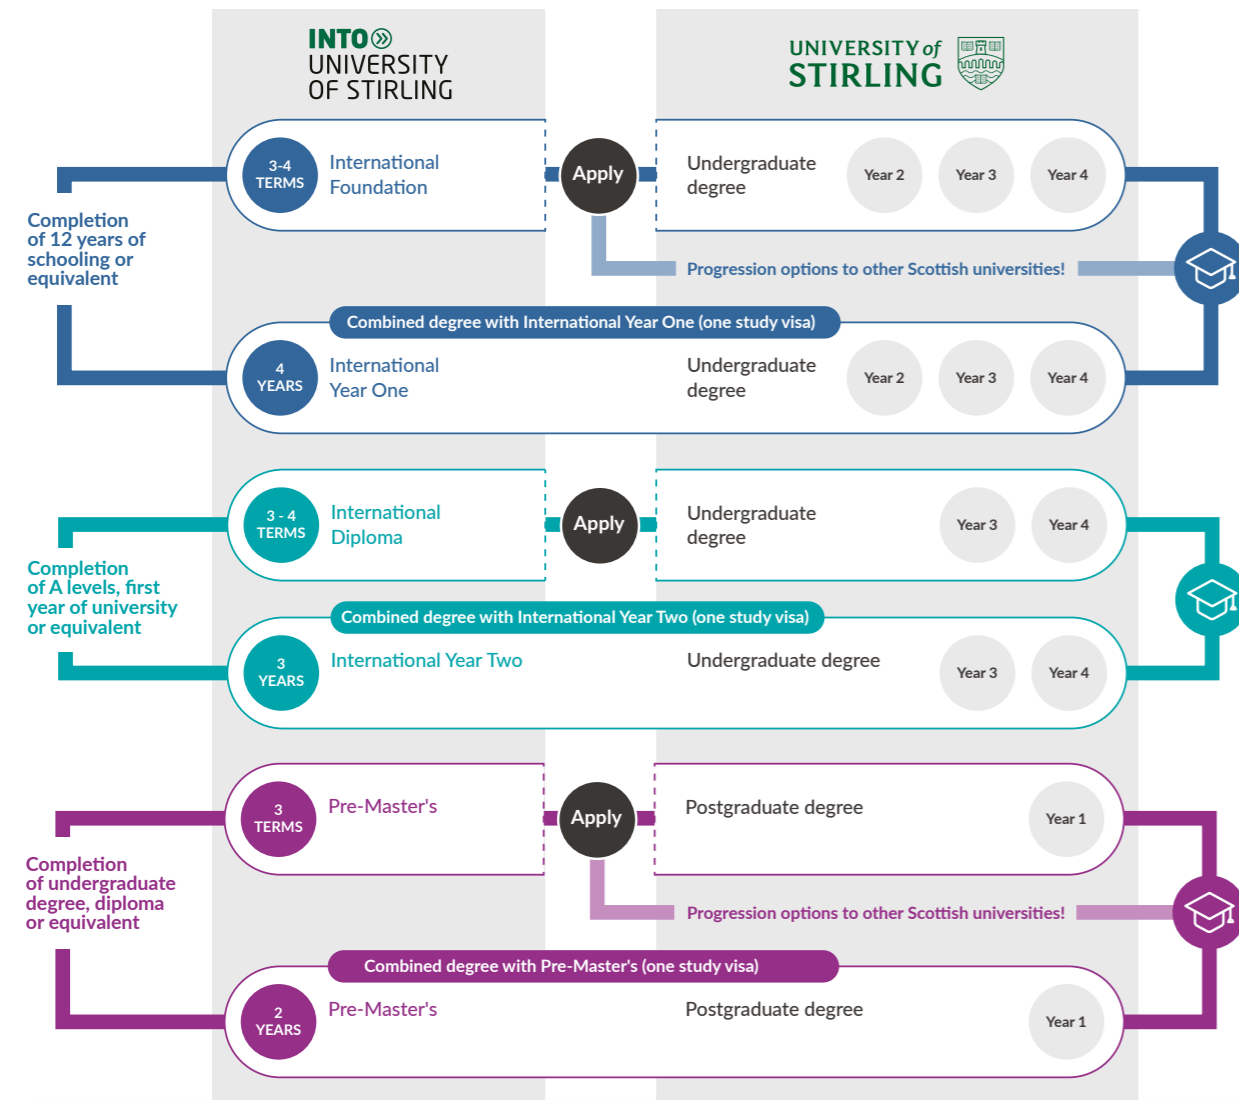 INTO
UNIVERSITY
OF STIRLING
UNIVERSITY of
STIRLING
Completion
of 12 years of
schooling or
equivalent
3-4
TERMS
International
Foundation
Apply
Undergraduate
degree
Year 2
Year 3
Year 4
Progression options to other Scottish universities!
Combined degree with International Year One (one study visa)
4
YEARS
International
Year One
Undergraduate
degree
Year 2
Year 3
Year 4
Completion
of A levels, first
year of university
or equivalent
3 - 4
TERMS
International
Diploma
Apply
Undergraduate
degree
Year 3
Year 4
Combined degree with International Year Two (one study visa)
3
YEARS
International Year Two
Undergraduate degree
Year 3
Year 4
Completion
of undergraduate
degree, diploma
or equivalent
3
TERMS
Pre-Master's
Apply
Postgraduate degree
Year 1
Progression options to other Scottish universities!
Combined degree with Pre-Master's (one study visa)
2
YEARS
Pre-Master's
Postgraduate degree
Year 1